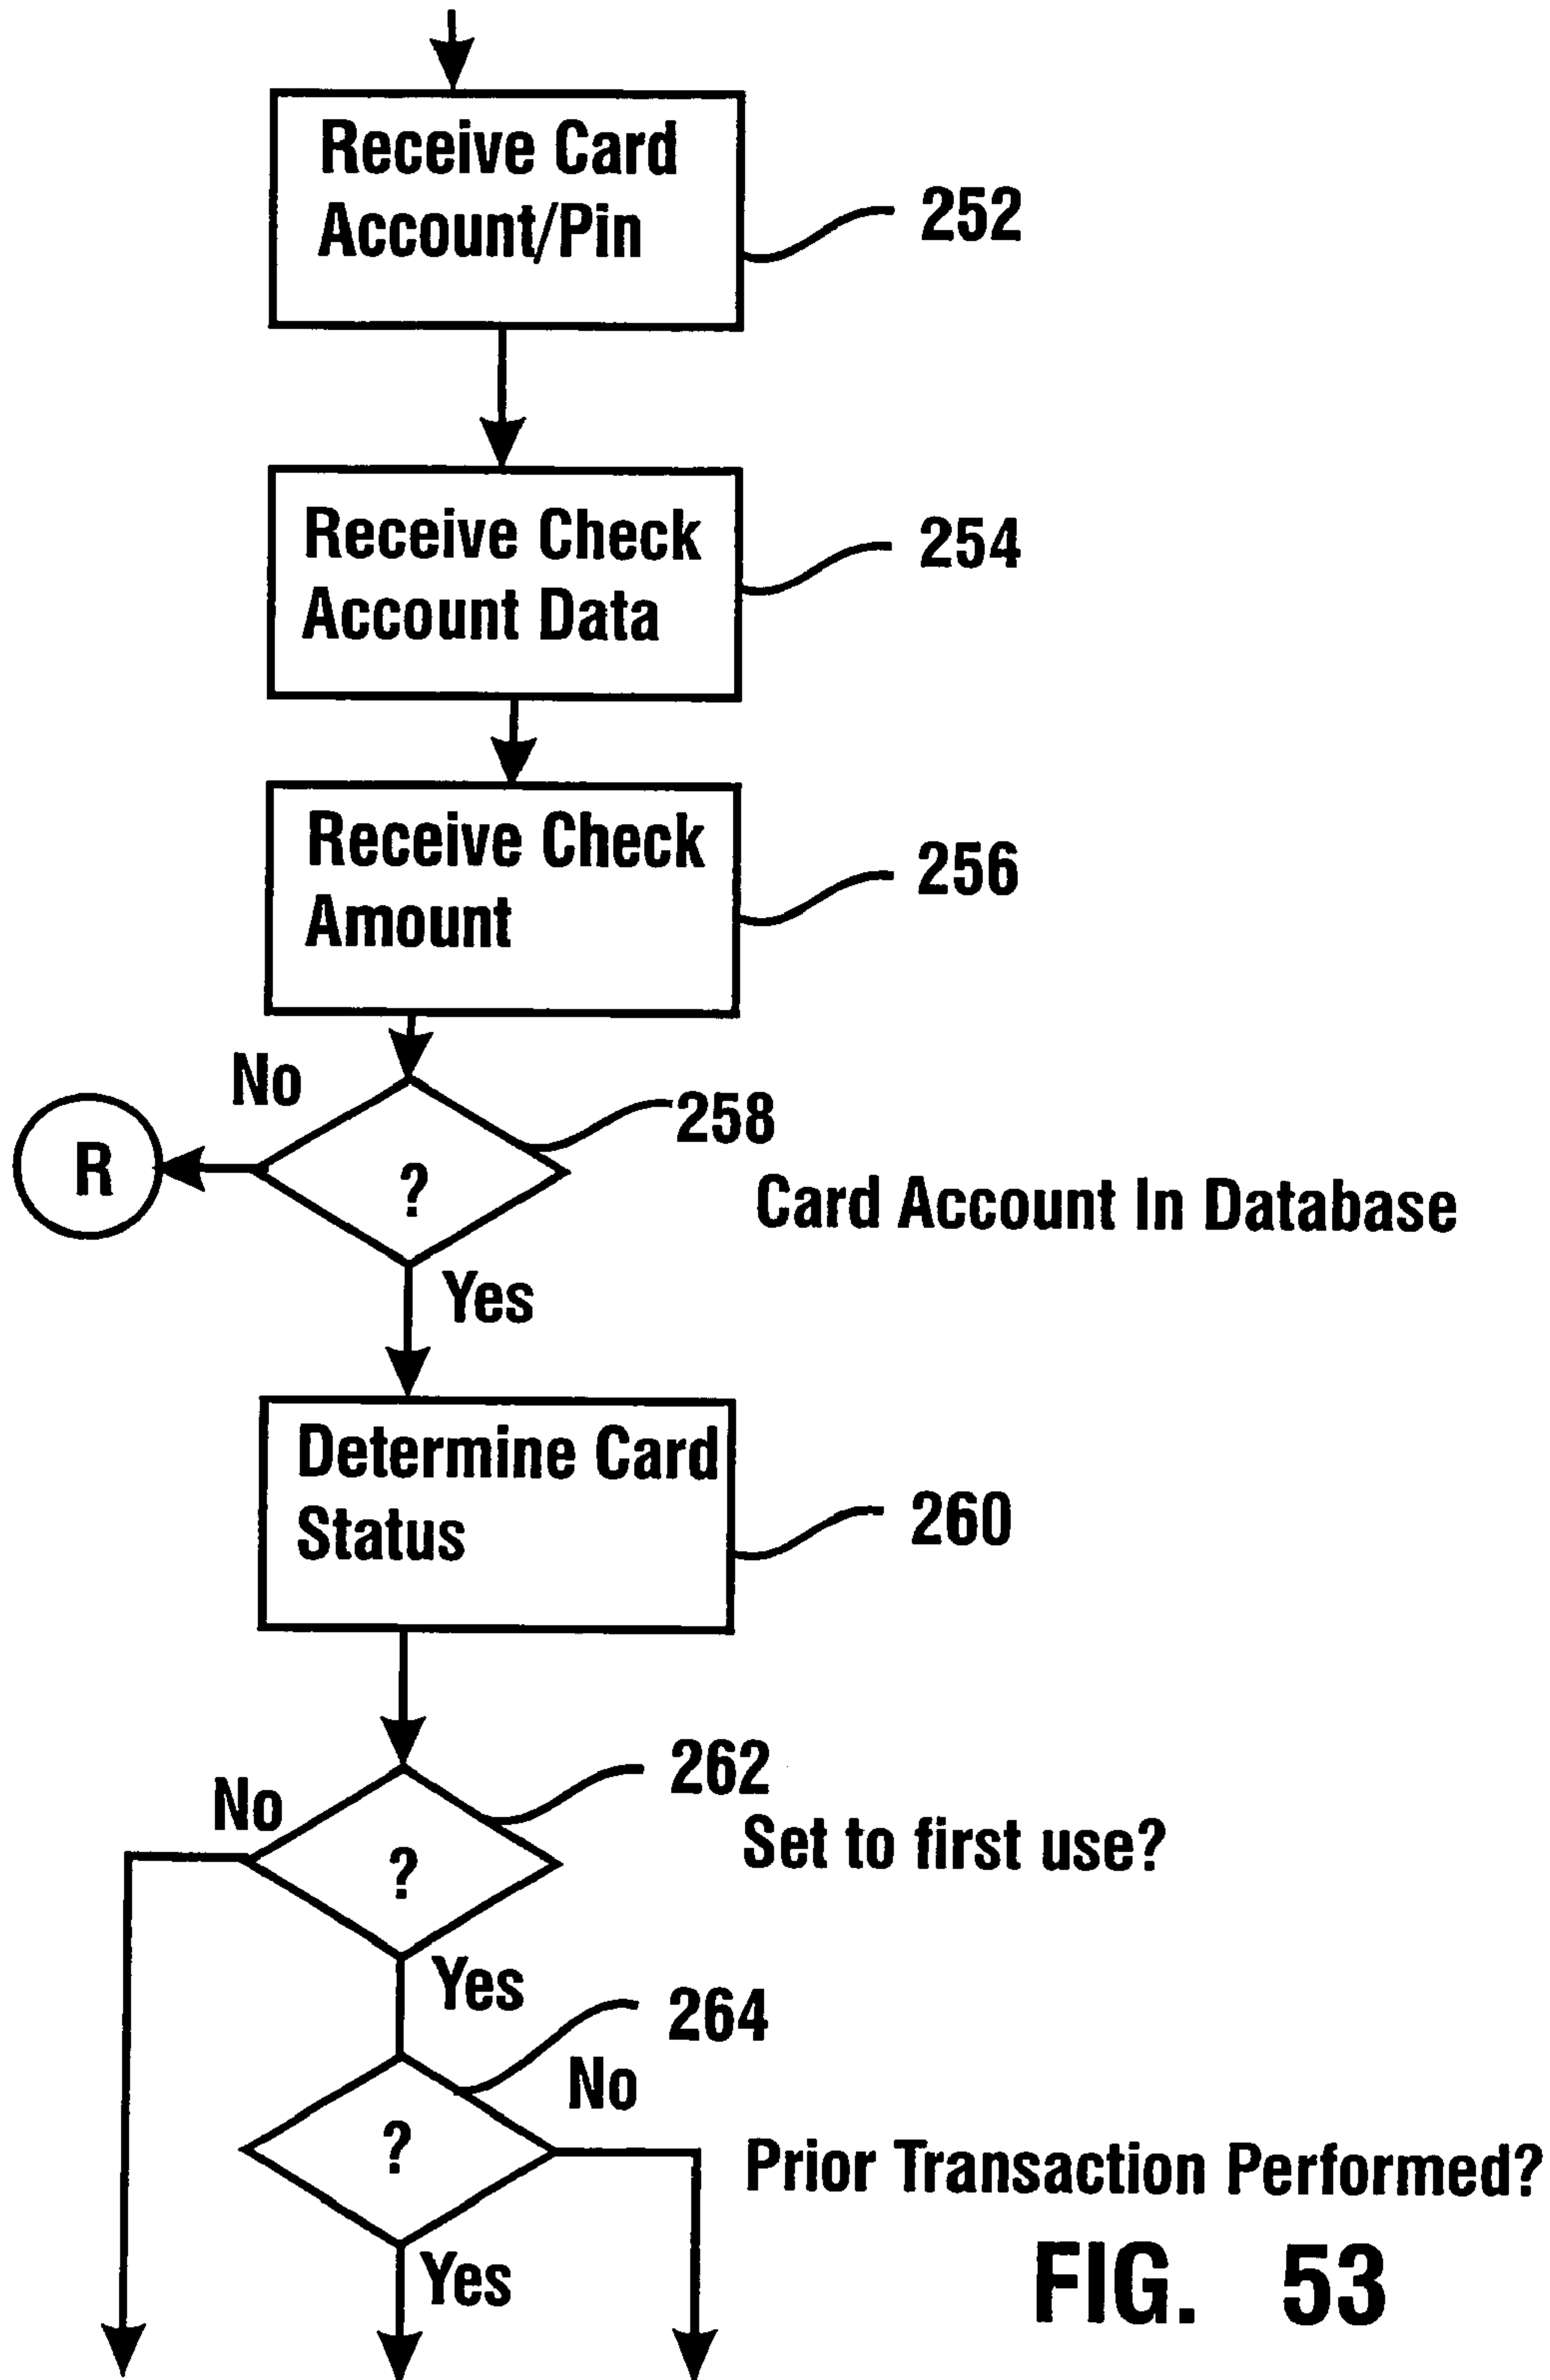 Receive Card
Account/Pin
252
Receive Check
Account Data
254
Receive Check
Amount
256
No
258
R
?
Card Account In Database
Yes
Determine Card
Status
260
262
No
?
Set to first use?
Yes
264
No
?
Prior Transaction Performed?
Yes
FIG. 53